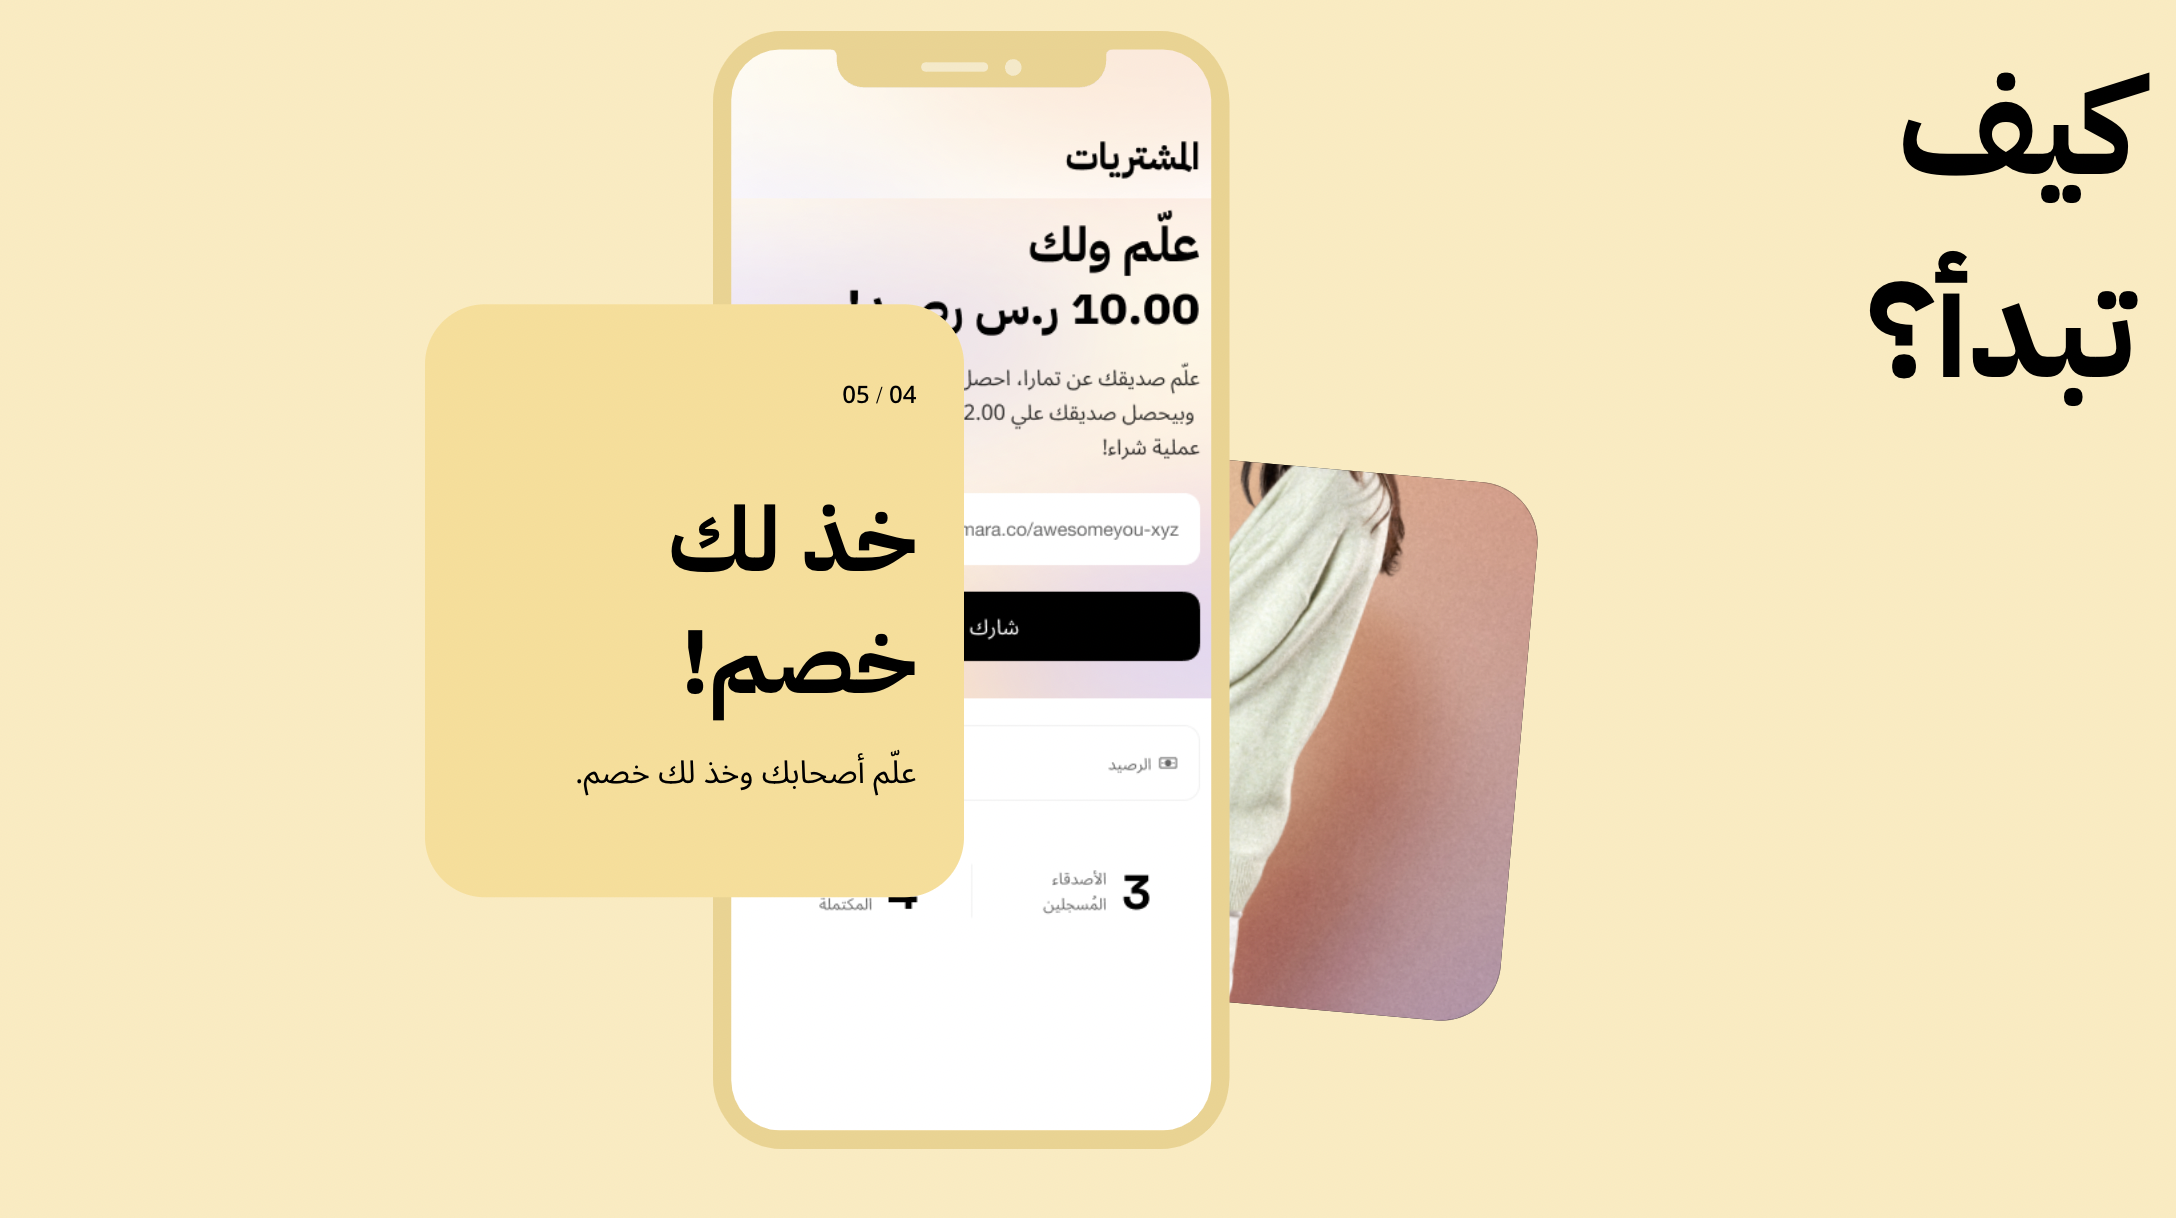 كيف
تبدأ؟
المشتريات
علّم ولك
10.00 ر.س
علّم صديقك عن تمارا، احصل
وبيحصل صديقك علي 2.00
عملية شراء!
mara.co/awesomeyou-xyz
شارك
الرصيد
3
الأصدقاء
المُسجلين
المكتملة
04 / 05
خذ لك
خصم!
علّم أصحابك وخذ لك خصم.